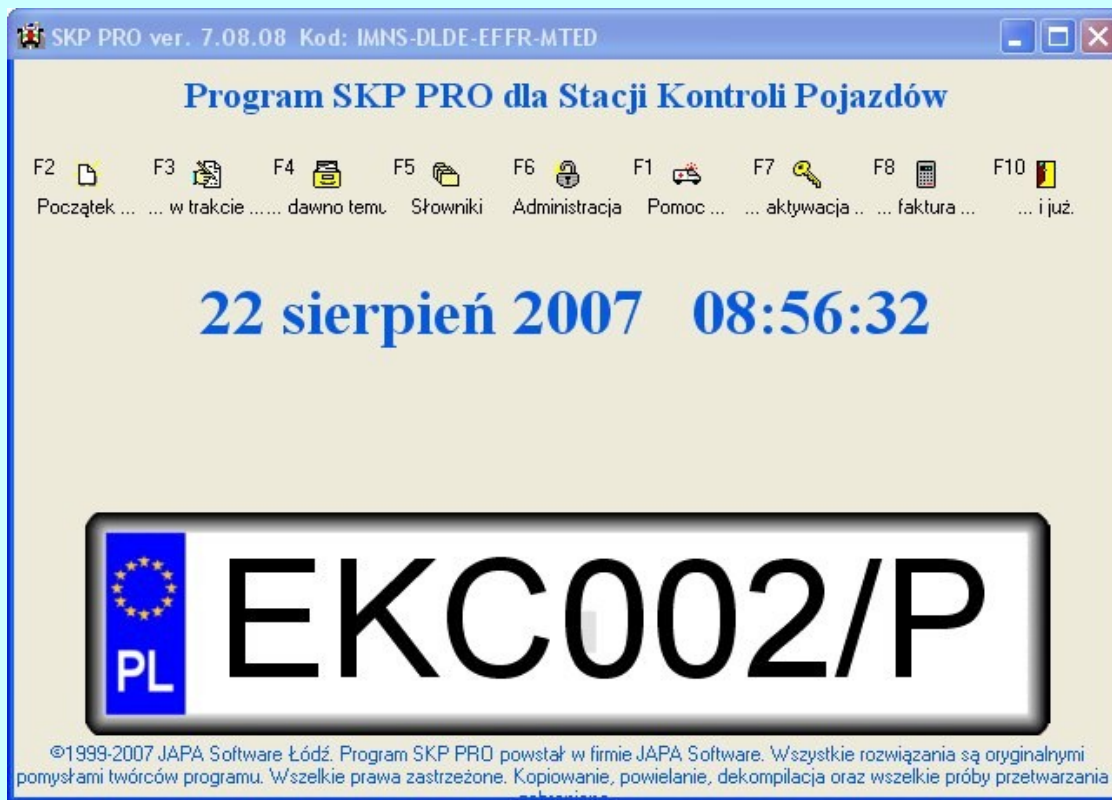 SKP PRO ver. 7.08.08 Kod: IMNS-DLDE-EFFR-MTED
Program SKP PRO dla Stacji Kontroli Pojazdów
F2 F3 F4 F5 F6 F1 F7 F8 F10
Początek ... ... w trakcie ... ... dawno temu Słowniki Administracja Pomoc ... ... aktywacja .. ... faktura ... ... i już.
22 sierpień 2007 08:56:32
EKC002/P
PL
©1999-2007 JAPA Software Łódź. Program SKP PRO powstał w firmie JAPA Software. Wszystkie rozwiązania są oryginalnymi
pomysłami twórców programu. Wszelkie prawa zastrzeżone. Kopiowanie, powielanie, dekompilacja oraz wszelkie próby przetwarzania